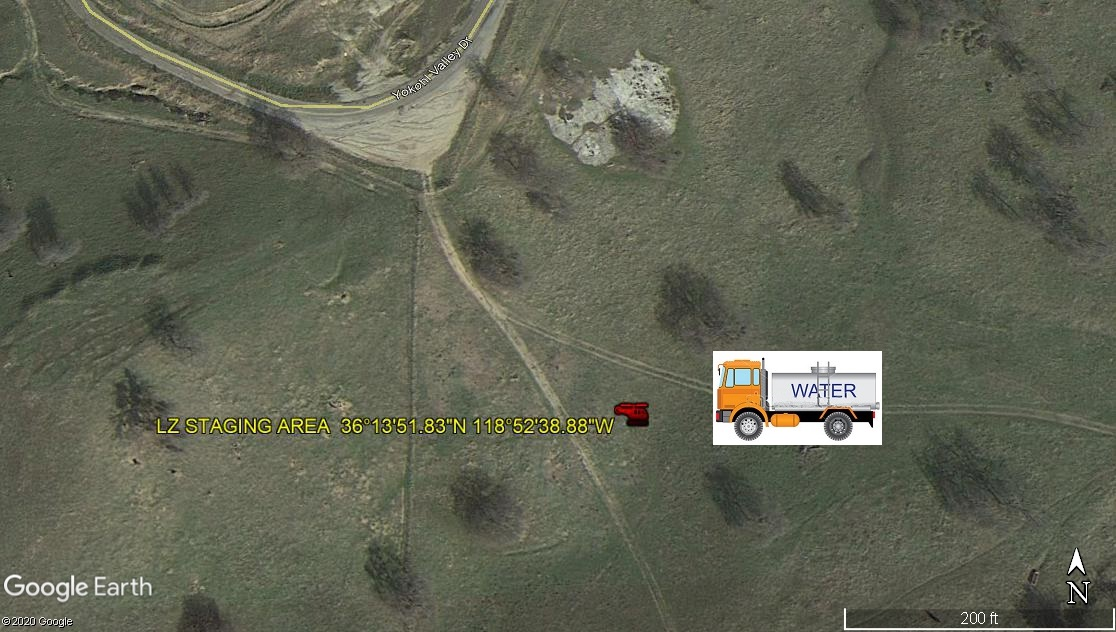 Yokohl Valley Dr
WATER
LZ STAGING AREA 36°13'51.83"N 118°52'38.88"W
Google Earth
©2020 Google
N
200 ft